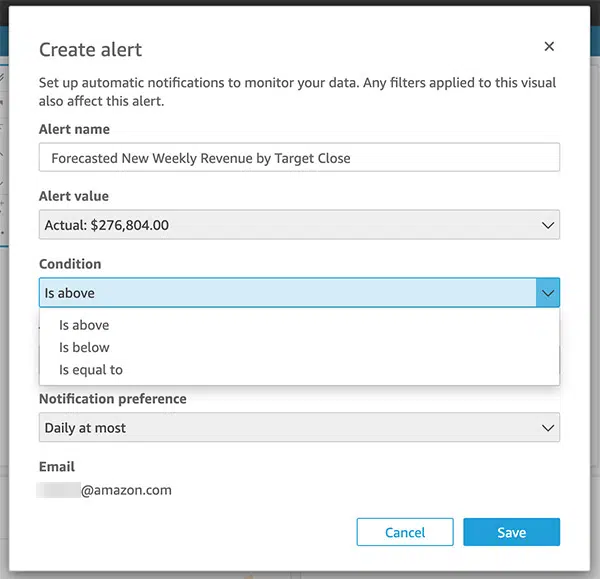 Create alert
Set up automatic notifications to monitor your data. Any filters applied to this visual
also affect this alert.
Alert name
Forecasted New Weekly Revenue by Target Close
Alert value
Actual: $276,804.00
Condition
Is above
Is above
Is below
Is equal to
Notification preference
Daily at most
Email
@amazon.com
Cancel
Save